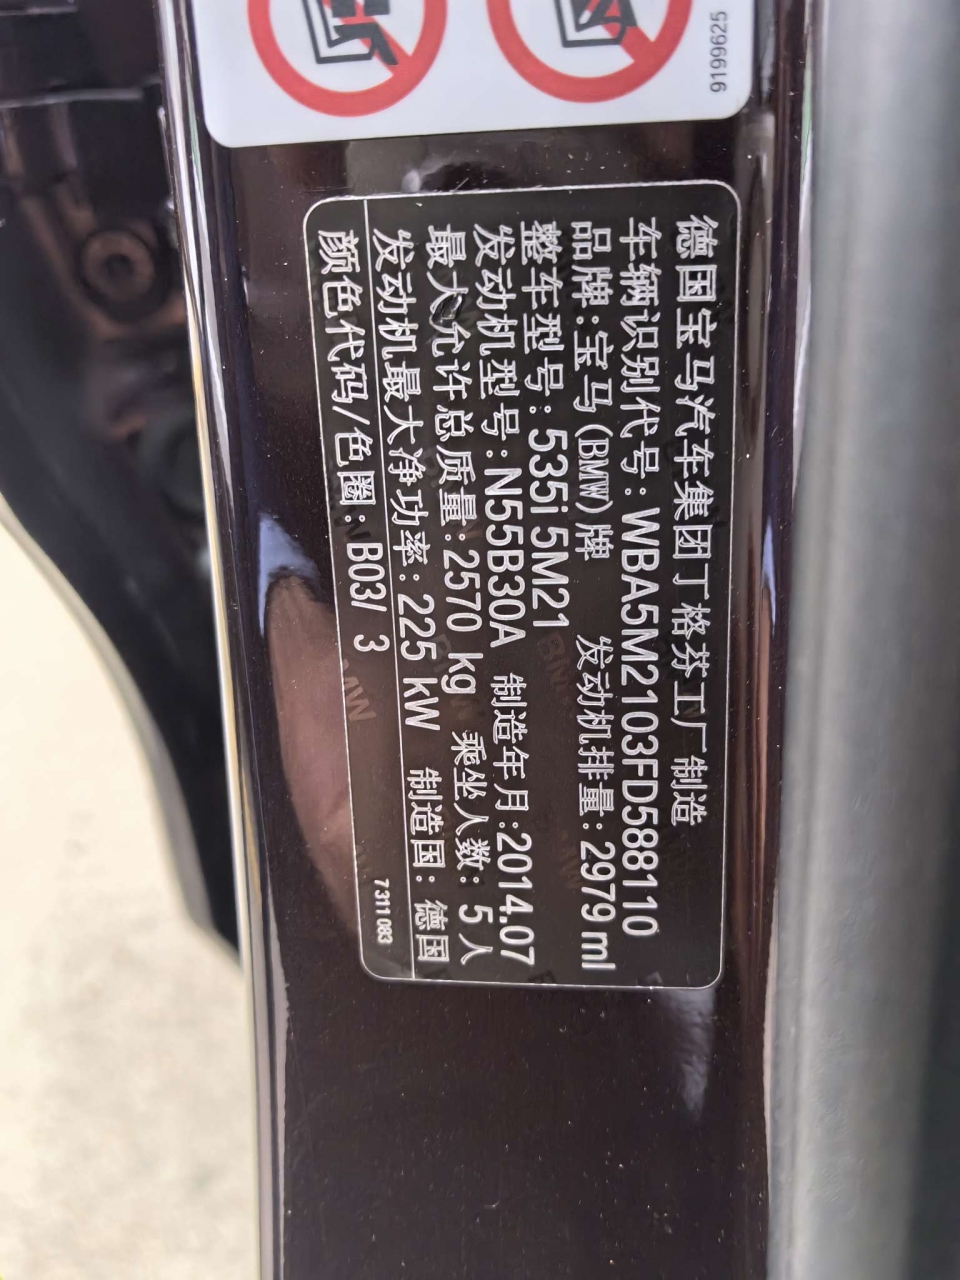 9199625
德国宝马汽车集团丁格芬工厂制造
车辆识别代号:WBA5M2103FD588110
品牌:宝马(BMW)牌 发动机排量:2979 ml
整车型号:535i 5M21
发动机型号:N55B30A 制造年月:2014.07
最大允许总质量:2570 kg 乘坐人数:5人
发动机最大净功率:225 kW 制造国:德国
颜色代码/色圈:B03/ 3
7 311 083